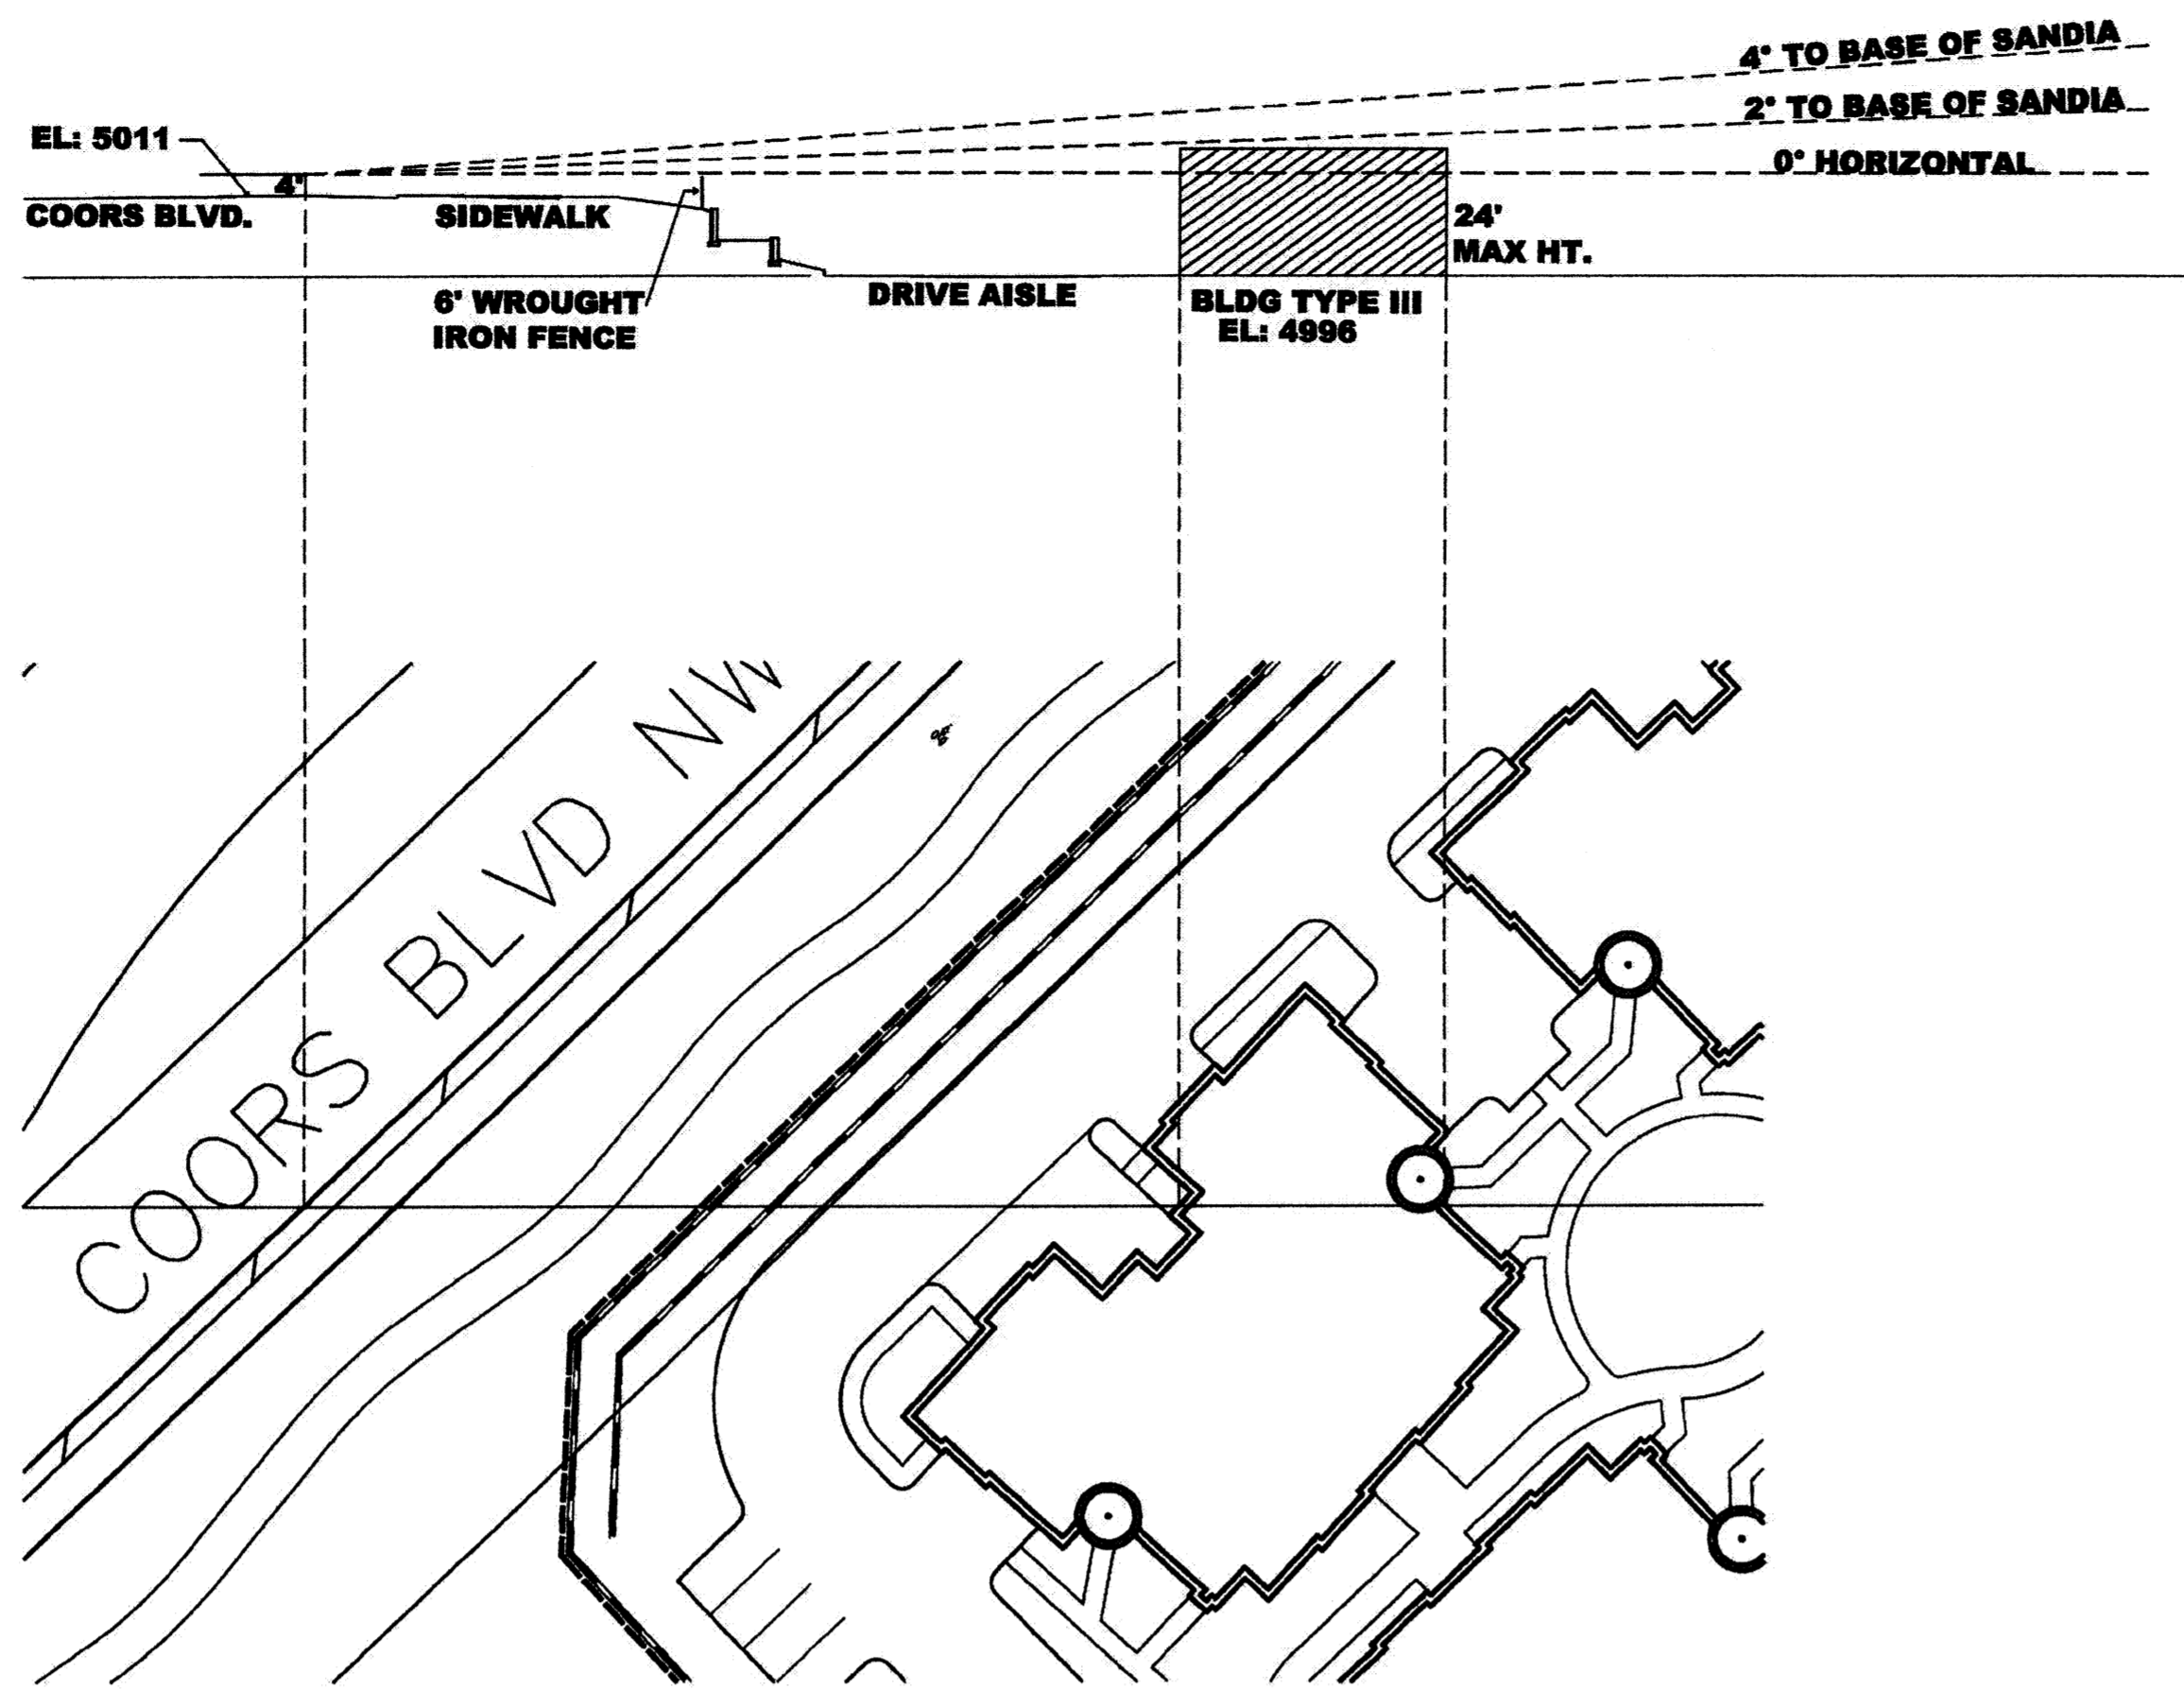 4° TO BASE OF SANDIA
2° TO BASE OF SANDIA
0° HORIZONTAL
EL: 5011
4'
COORS BLVD.
SIDEWALK
24'
MAX HT.
6' WROUGHT
IRON FENCE
DRIVE AISLE
BLDG TYPE III
EL: 4996
COORS BLVD NW